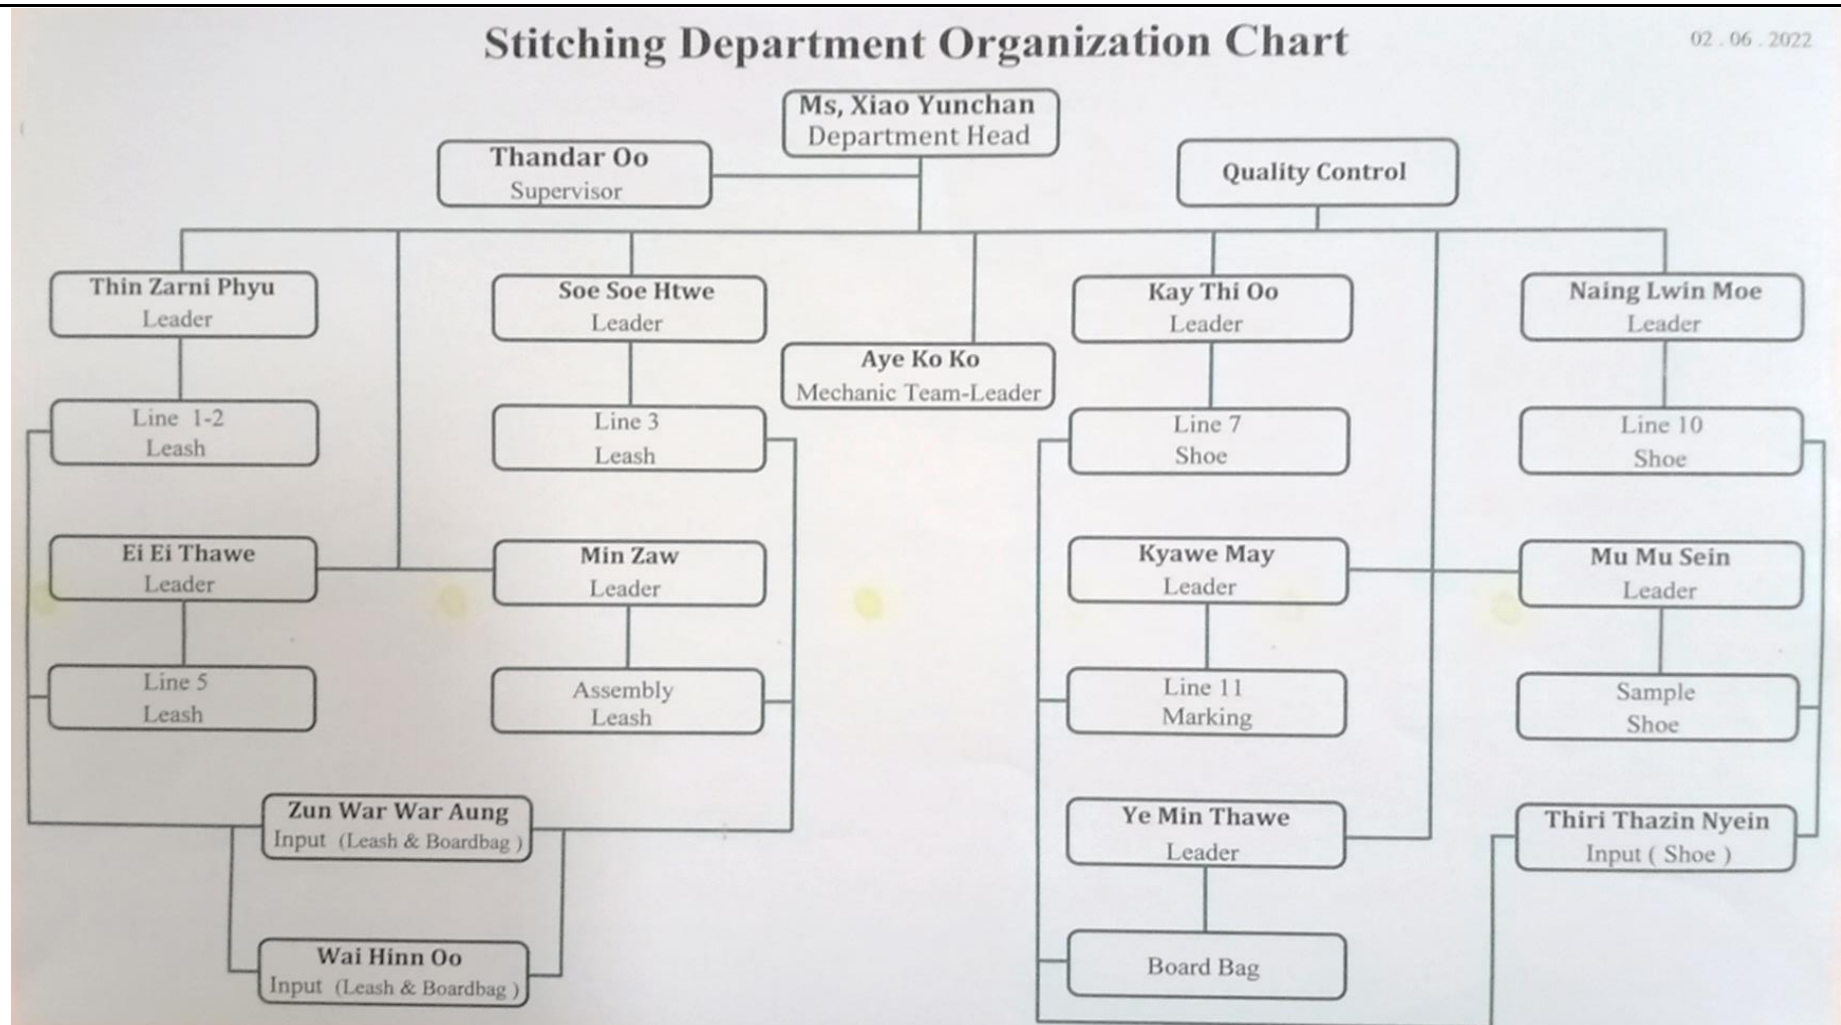 Stitching Department Organization Chart
02 . 06 . 2022
Ms, Xiao Yunchan
Department Head
Thandar Oo
Supervisor
Quality Control
Thin Zarni Phyu
Leader
Soe Soe Htwe
Leader
Aye Ko Ko
Mechanic Team-Leader
Kay Thi Oo
Leader
Naing Lwin Moe
Leader
Line 1-2
Leash
Line 3
Leash
Line 7
Shoe
Line 10
Shoe
Ei Ei Thawe
Leader
Min Zaw
Leader
Kyawe May
Leader
Mu Mu Sein
Leader
Line 5
Leash
Assembly
Leash
Line 11
Marking
Sample
Shoe
Zun War War Aung
Input (Leash & Boardbag )
Ye Min Thawe
Leader
Thiri Thazin Nyein
Input ( Shoe )
Wai Hinn Oo
Input (Leash & Boardbag )
Board Bag